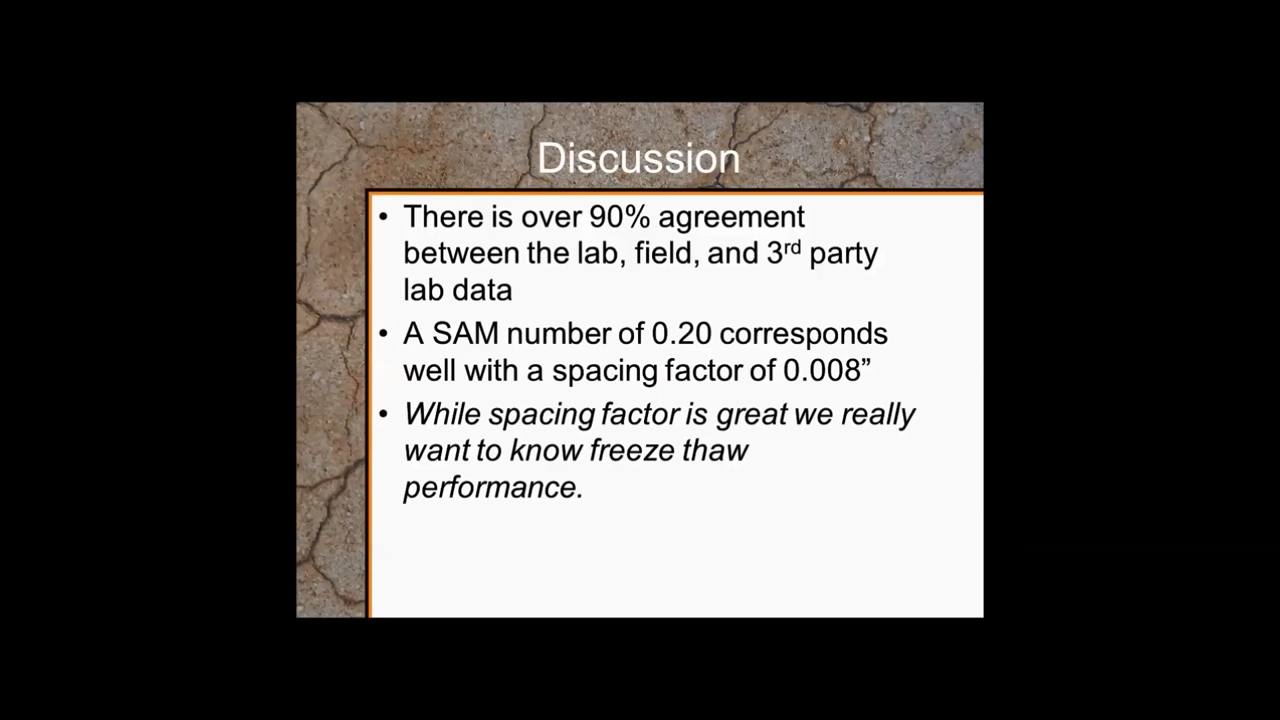 Discussion
• There is over 90% agreement
between the lab, field, and 3rd party
lab data
• A SAM number of 0.20 corresponds
well with a spacing factor of 0.008”
• While spacing factor is great we really
want to know freeze thaw
performance.